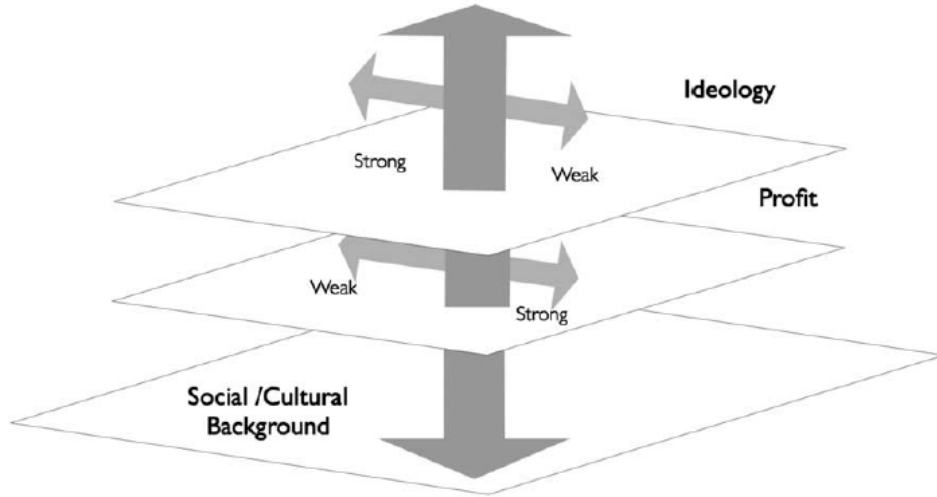 Ideology
Strong
Weak
Profit
Weak
Strong
Social /Cultural
Background